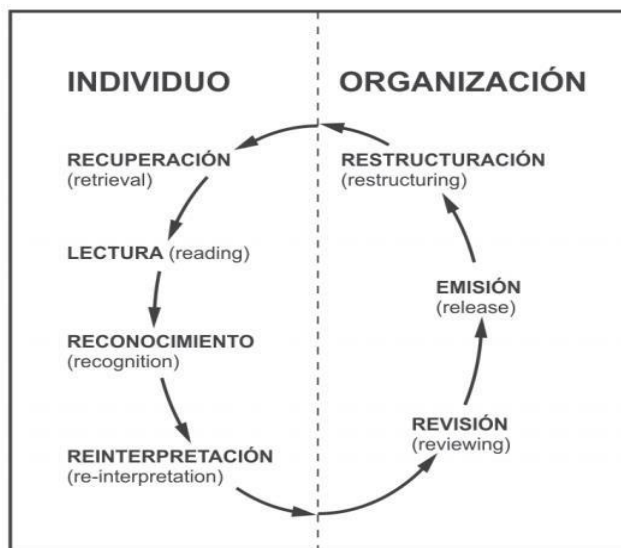 INDIVIDUO
ORGANIZACIÓN
RECUPERACIÓN
(retrieval)
LECTURA (reading)
RECONOCIMIENTO
(recognition)
REINTERPRETACIÓN
(re-interpretation)
RESTRUCTURACIÓN
(restructuring)
EMISIÓN
(release)
REVISIÓN
(reviewing)